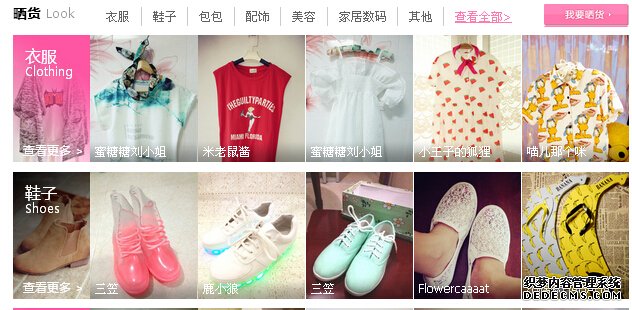 晒货 Look 衣服 鞋子 包包 配饰 美容 家居数码 其他 查看全部> 我要晒货
衣服
Clothing
THEGUILTYPARTIES
MIAMI FLORIDA
查看更多 > 蜜糖糖刘小姐 米老鼠酱 蜜糖糖刘小姐 小王子的狐狸 喵儿那个咪
鞋子
Shoes
BANANA
BANANA
查看更多 > 三笠 鹿小狼 三笠 Flowercaaaat
织梦内容管理系统
DEDECMS.COM